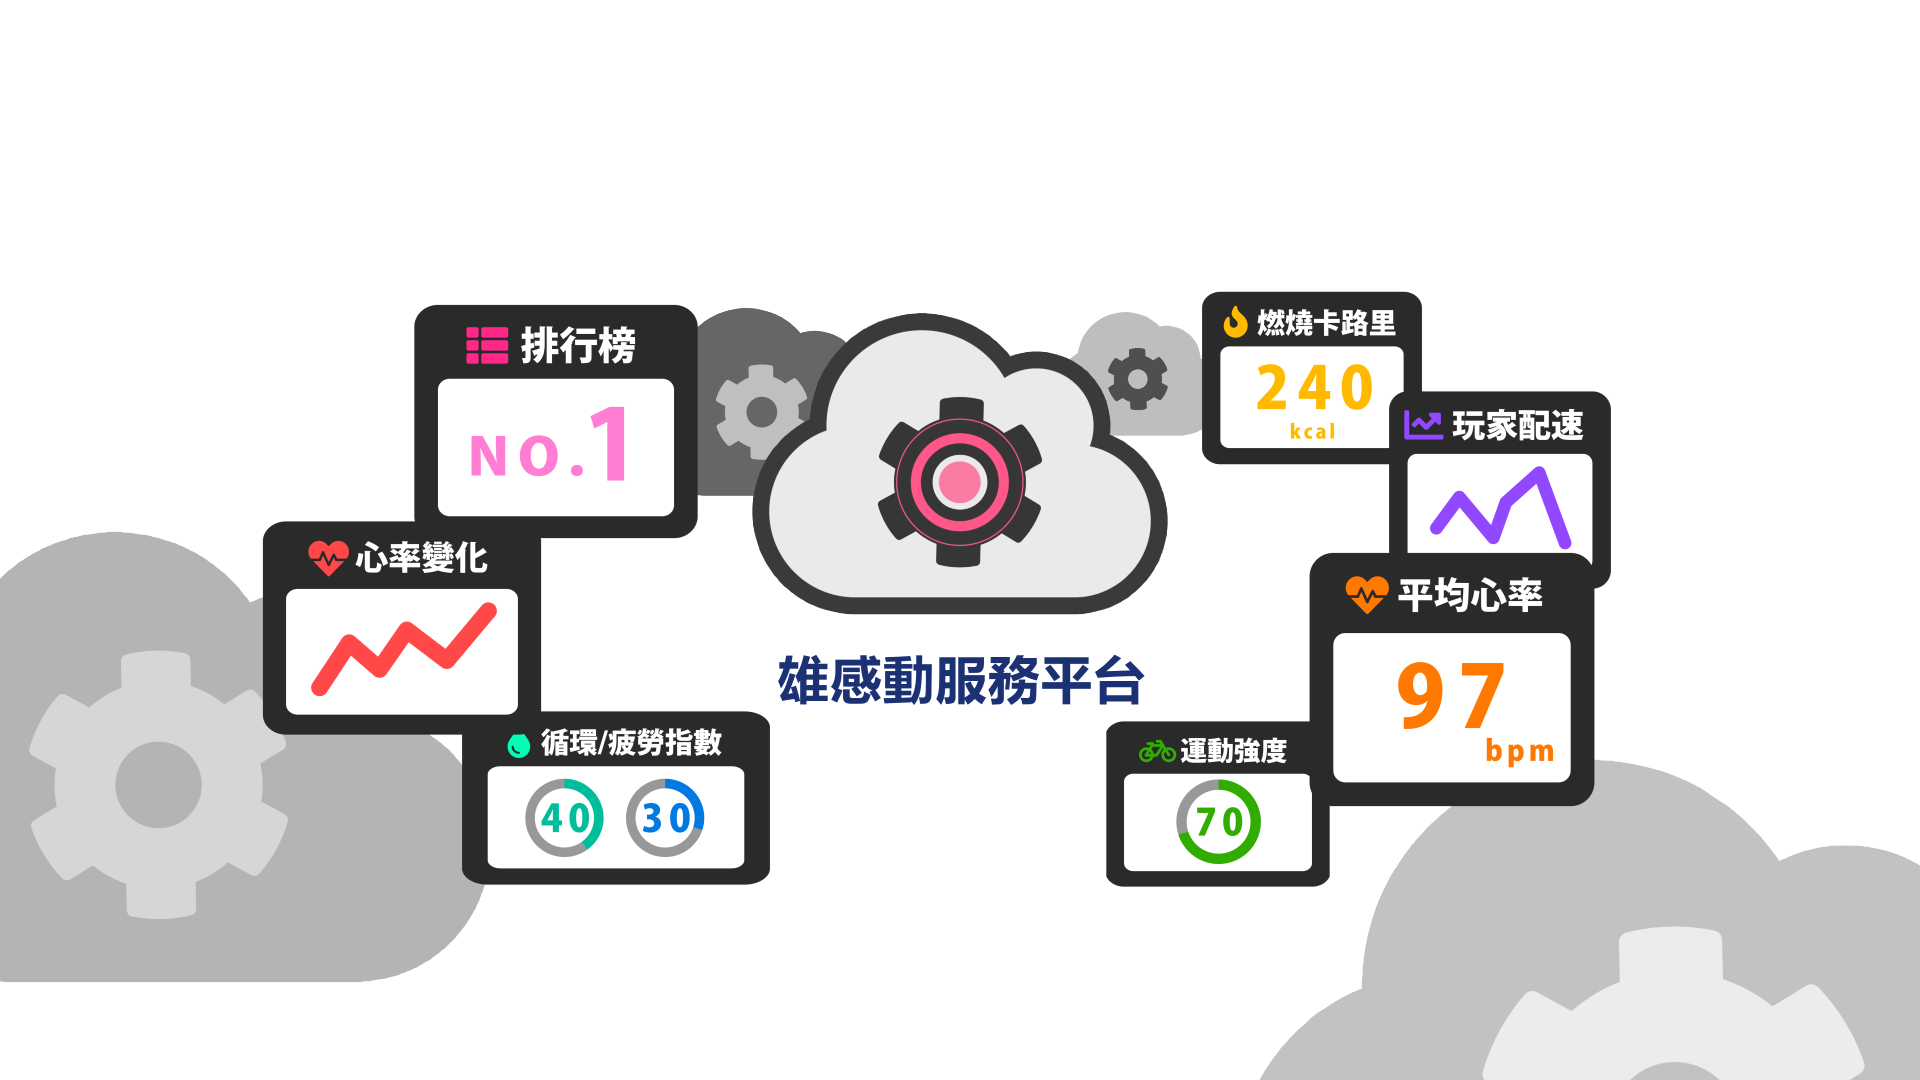 排行榜
NO.1
心率變化
循環/疲勞指數
40 30
雄感動服務平台
燃燒卡路里
240
kcal
玩家配速
平均心率
97
bpm
運動強度
70